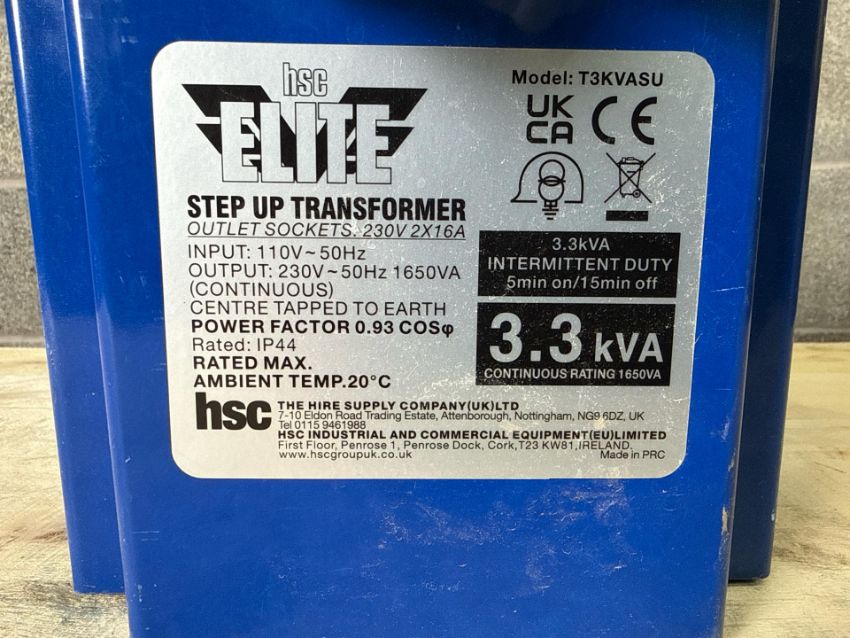 hsc
ELITE
Model: T3KVASU
UK
CA
CE
STEP UP TRANSFORMER
OUTLET SOCKETS: 230V 2X16A
INPUT: 110V~50Hz
OUTPUT: 230V~50Hz 1650VA
(CONTINUOUS)
CENTRE TAPPED TO EARTH
POWER FACTOR 0.93 COSφ
Rated: IP44
RATED MAX.
AMBIENT TEMP.20°C
3.3kVA
INTERMITTENT DUTY
5min on/15min off
3.3 kVA
CONTINUOUS RATING 1650VA
hsc
THE HIRE SUPPLY COMPANY(UK)LTD
7-10 Eldon Road Trading Estate, Attenborough, Nottingham, NG9 6DZ, UK
Tel 0115 9461988
HSC INDUSTRIAL AND COMMERCIAL EQUIPMENT(EU)LIMITED
First Floor, Penrose 1, Penrose Dock, Cork,T23 KW81,IRELAND.
www.hscgroupuk.co.uk Made in PRC